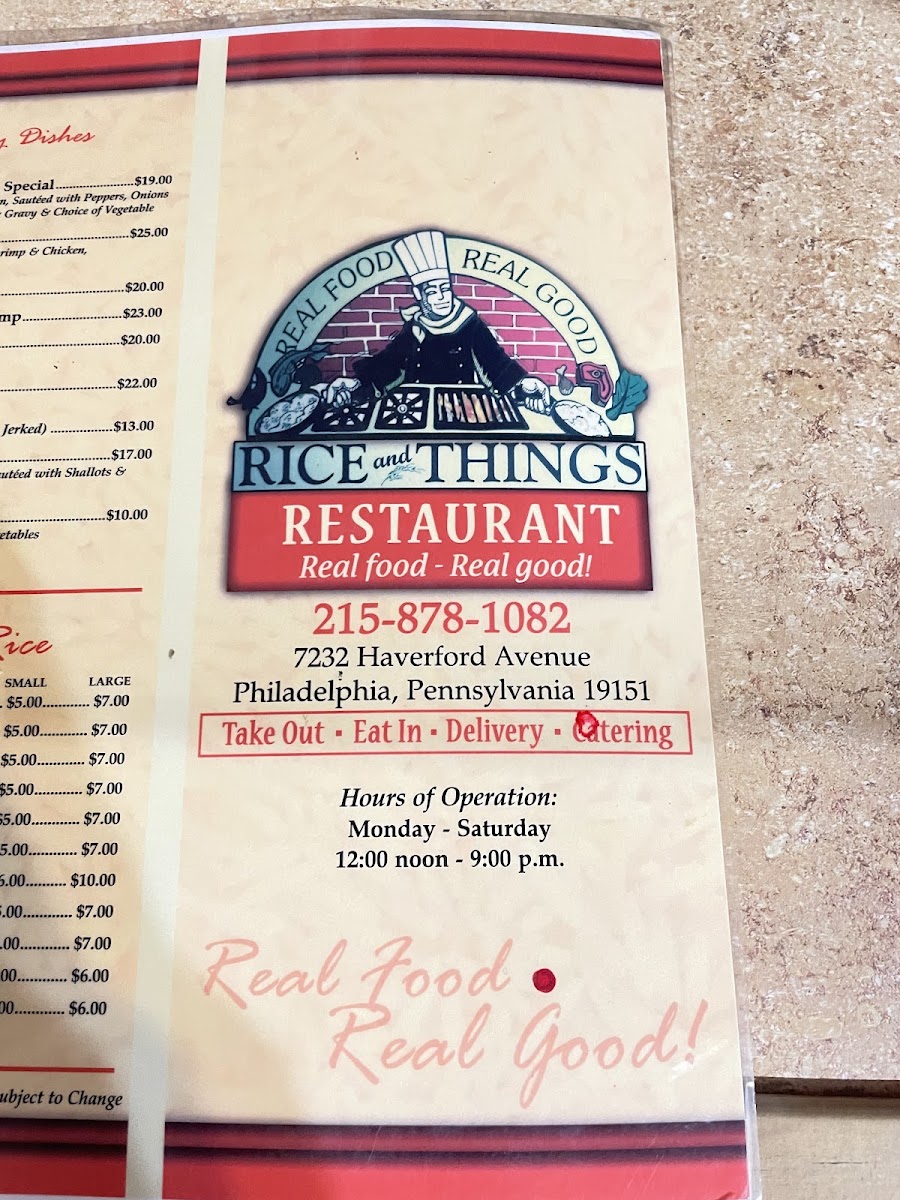 Dishes
Special..........................$19.00
Sautéed with Peppers, Onions
Gravy & Choice of Vegetable
$25.00
& Chicken,
$20.00
$23.00
$20.00
$22.00
Jerked) ....................$13.00
$17.00
with Shallots &
$10.00
Rice
SMALL LARGE
$5.00............ $7.00
$5.00............ $7.00
$5.00............ $7.00
$5.00............ $7.00
$5.00............ $7.00
5.00............ $7.00
6.00........... $10.00
.00............ $7.00
.00............ $7.00
00............ $6.00
00............ $6.00
Subject to Change
REAL FOOD REAL GOOD
RICE and THINGS
RESTAURANT
Real food - Real good!
215-878-1082
7232 Haverford Avenue
Philadelphia, Pennsylvania 19151
Take Out · Eat In · Delivery · Catering
Hours of Operation:
Monday - Saturday
12:00 noon - 9:00 p.m.
Real Food
Real Good!